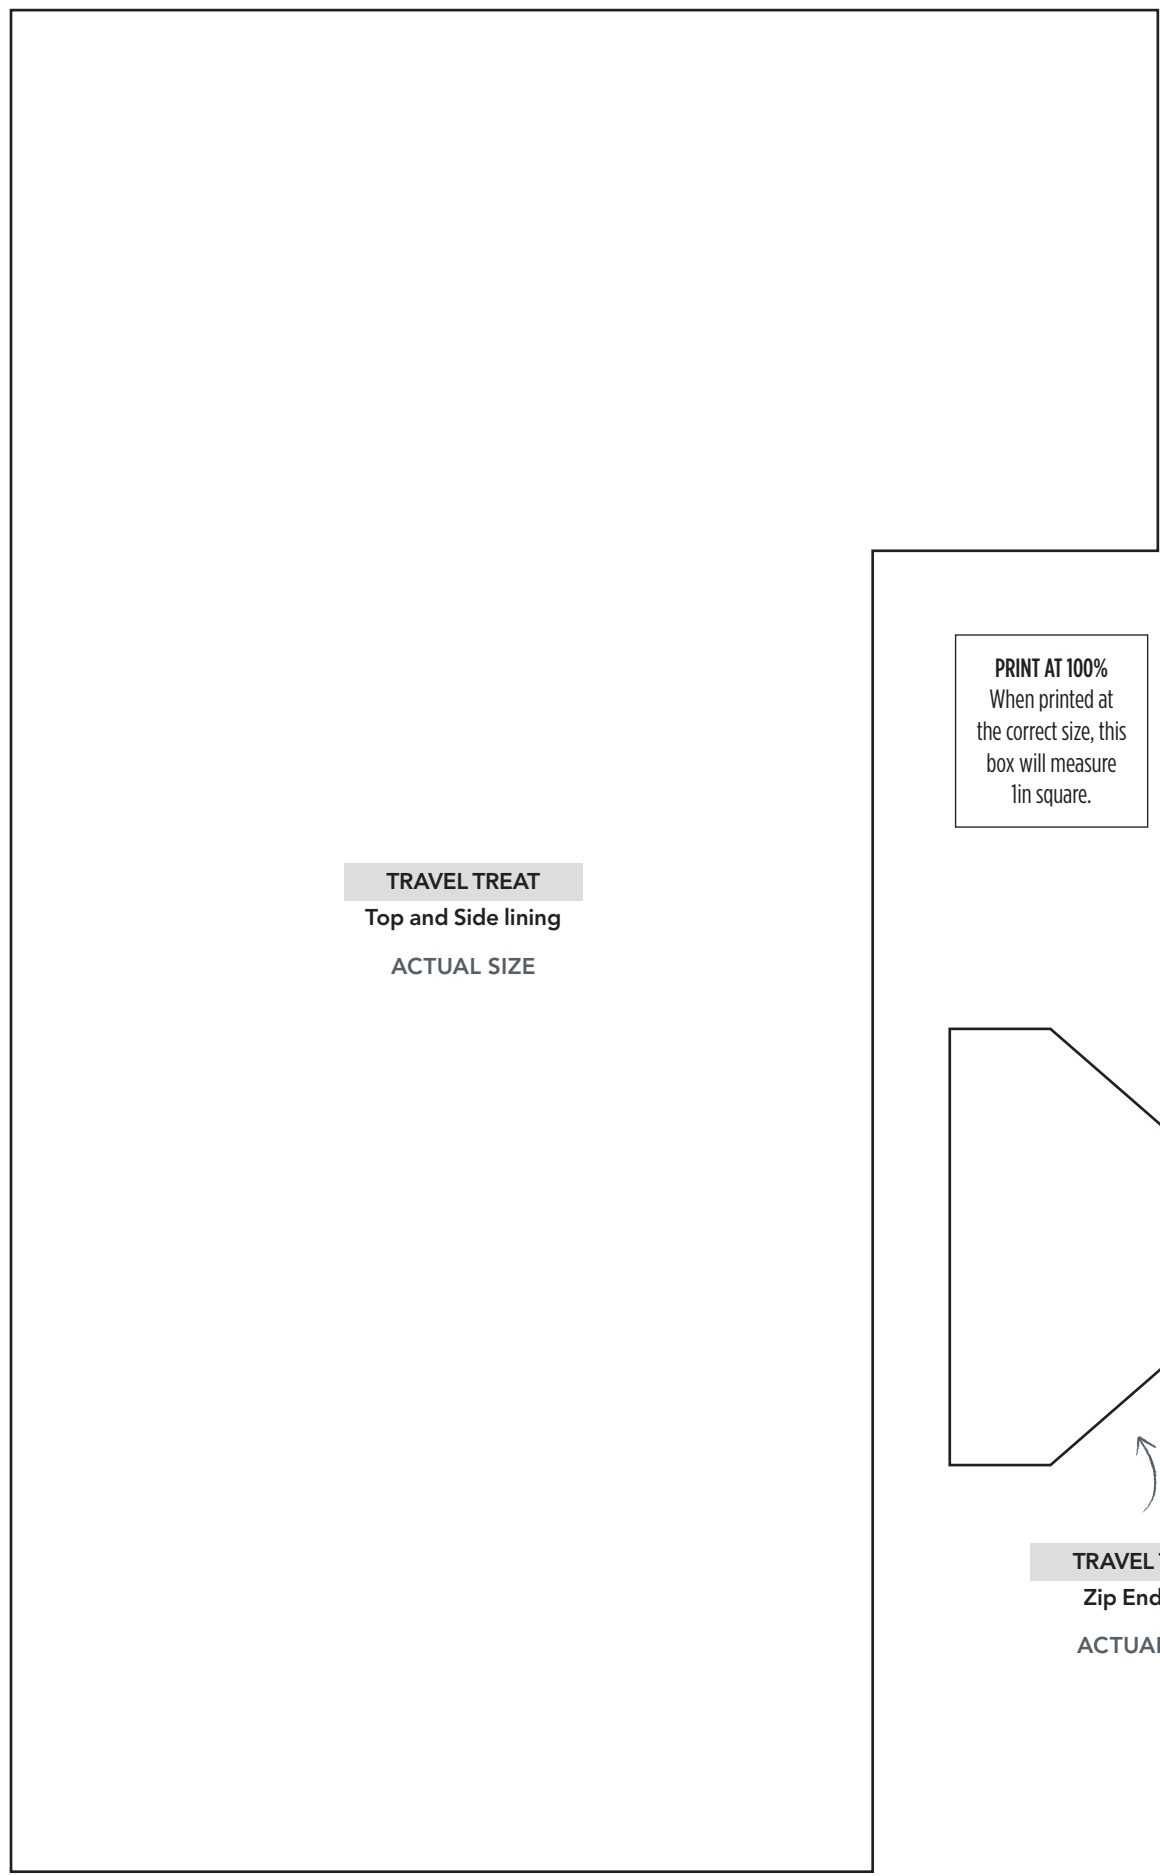 PRINT AT 100%
When printed at
the correct size, this
box will measure
1in square.
TRAVEL TREAT
Top and Side lining
ACTUAL SIZE
TRAVEL
Zip End
ACTUAL